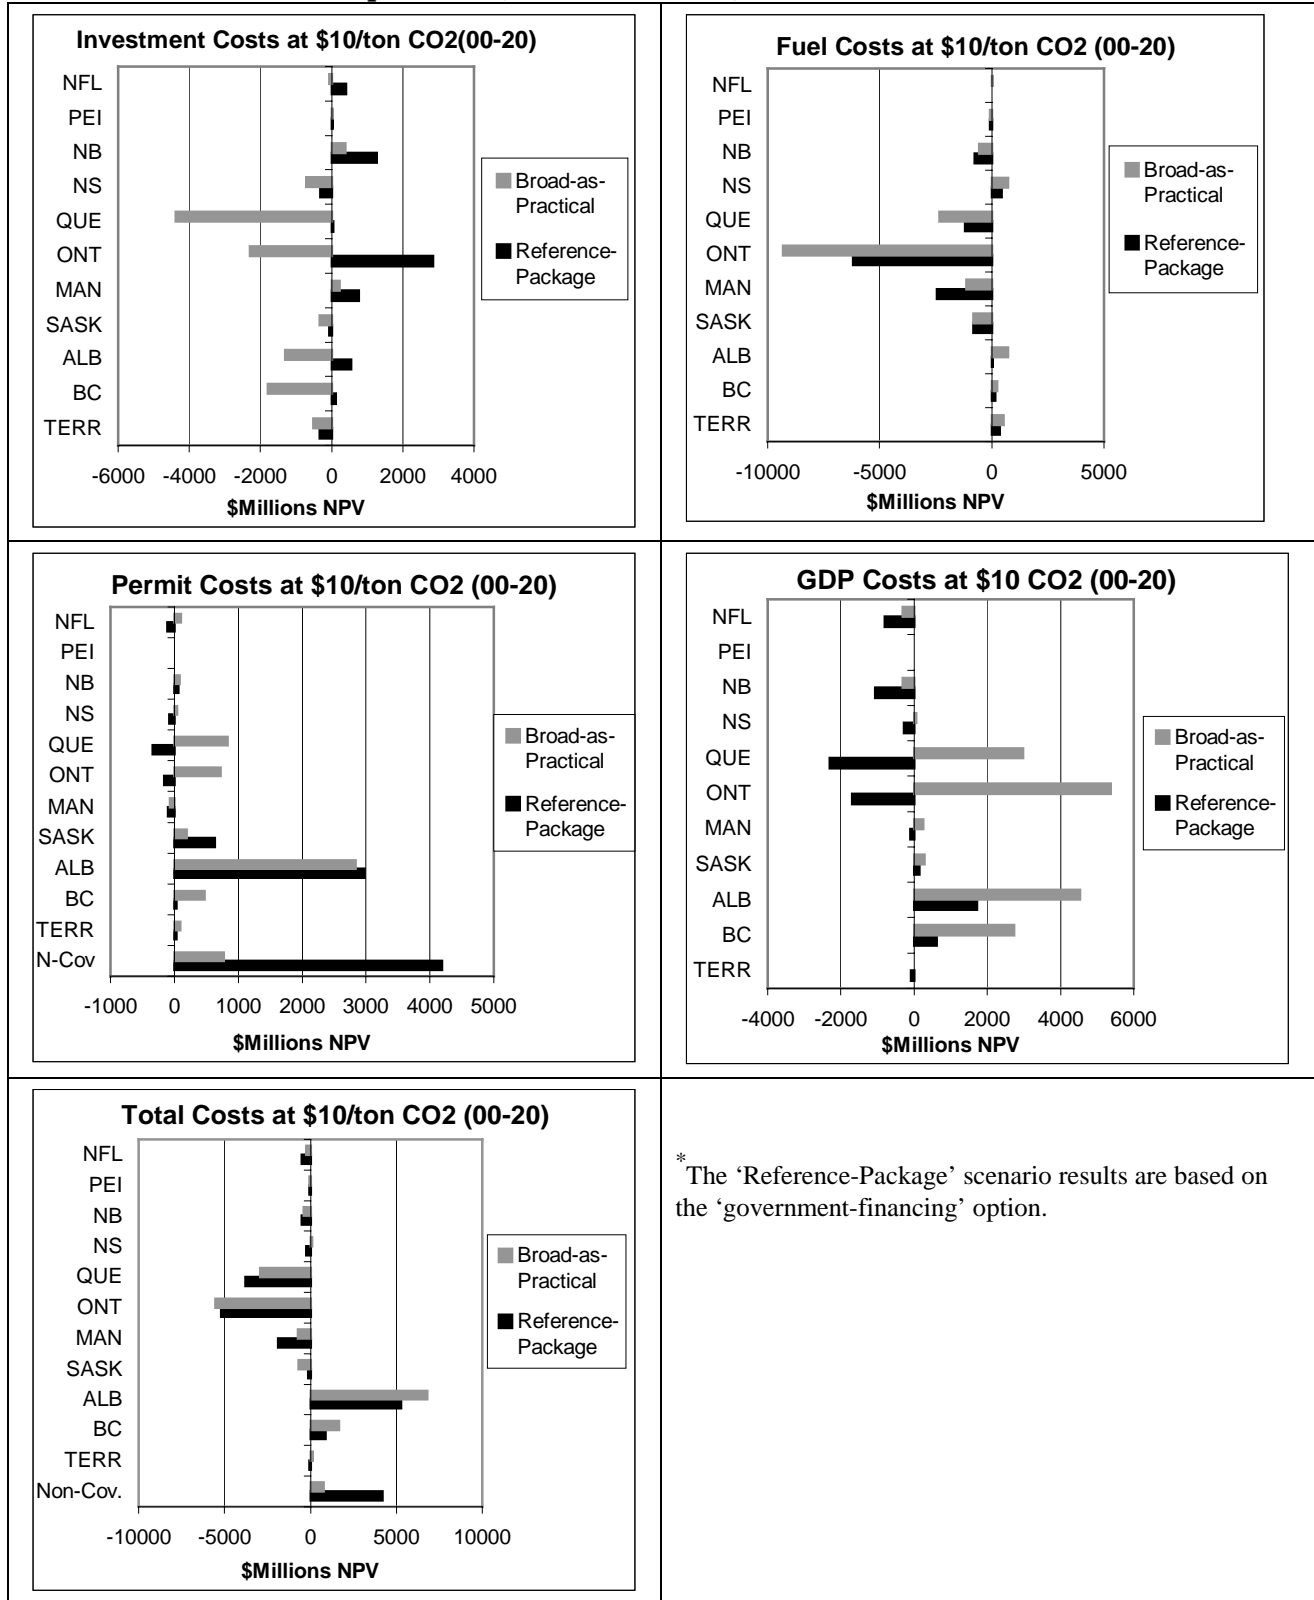 Investment Costs at $10/ton CO2(00-20)
NFL
PEI
NB
NS
QUE
ONT
MAN
SASK
ALB
BC
TERR
-6000 -4000 -2000 0 2000 4000
$Millions NPV
Broad-as-
Practical
Reference-
Package
Fuel Costs at $10/ton CO2 (00-20)
NFL
PEI
NB
NS
QUE
ONT
MAN
SASK
ALB
BC
TERR
-10000 -5000 0 5000
$Millions NPV
Broad-as-
Practical
Reference-
Package
Permit Costs at $10/ton CO2 (00-20)
NFL
PEI
NB
NS
QUE
ONT
MAN
SASK
ALB
BC
TERR
N-Cov
-1000 0 1000 2000 3000 4000 5000
$Millions NPV
Broad-as-
Practical
Reference-
Package
GDP Costs at $10 CO2 (00-20)
NFL
PEI
NB
NS
QUE
ONT
MAN
SASK
ALB
BC
TERR
-4000 -2000 0 2000 4000 6000
$Millions NPV
Broad-as-
Practical
Reference-
Package
Total Costs at $10/ton CO2 (00-20)
NFL
PEI
NB
NS
QUE
ONT
MAN
SASK
ALB
BC
TERR
Non-Cov.
-10000 -5000 0 5000 10000
$Millions NPV
Broad-as-
Practical
Reference-
Package
*The ‘Reference-Package’ scenario results are based on
the ‘government-financing’ option.